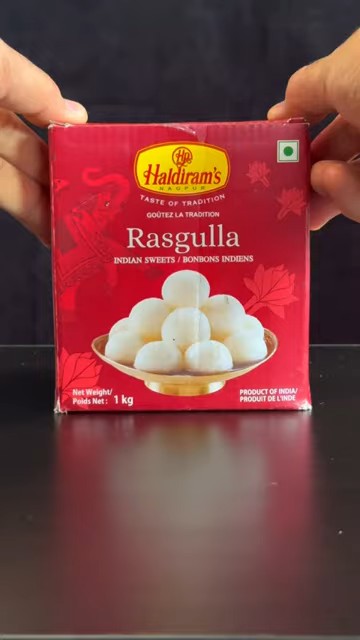 HR
Haldiram's
NAGPUR
TASTE OF TRADITION
GOÛTEZ LA TRADITION
Rasgulla
INDIAN SWEETS / BONBONS INDIENS
Net Weight/
Poids Net : 1 kg
PRODUCT OF INDIA/
PRODUIT DE L'INDE